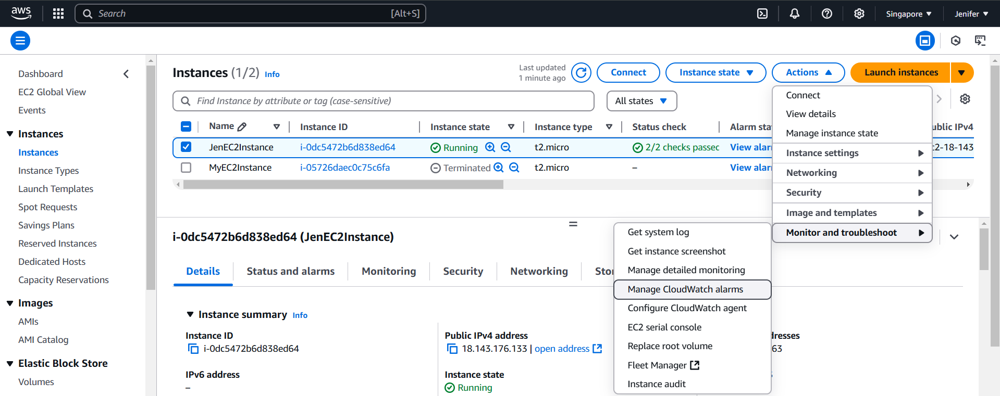 aws
Search [Alt+S]
Singapore
Jenifer
Dashboard
EC2 Global View
Events
Instances
Instances
Instance Types
Launch Templates
Spot Requests
Savings Plans
Reserved Instances
Dedicated Hosts
Capacity Reservations
Images
AMIs
AMI Catalog
Elastic Block Store
Volumes
Instances (1/2) Info
Last updated
1 minute ago
Connect
Instance state
Actions
Launch instances
Find Instance by attribute or tag (case-sensitive)
All states
Name Instance ID Instance state Instance type Status check Alarm sta ublic IPv4
JenEC2Instance i-0dc5472b6d838ed64 Running t2.micro 2/2 checks passec View alar :2-18-143
MyEC2Instance i-05726daec0c75c6fa Terminated t2.micro – View alar
Connect
View details
Manage instance state
Instance settings
Networking
Security
Image and templates
Monitor and troubleshoot
Get system log
Get instance screenshot
Manage detailed monitoring
Manage CloudWatch alarms
Configure CloudWatch agent
EC2 serial console
Replace root volume
Fleet Manager
Instance audit
i-0dc5472b6d838ed64 (JenEC2Instance)
Details Status and alarms Monitoring Security Networking Sto
Instance summary Info
Instance ID
i-0dc5472b6d838ed64
Public IPv4 address
18.143.176.133 | open address
resses
63
IPv6 address
–
Instance state
Running